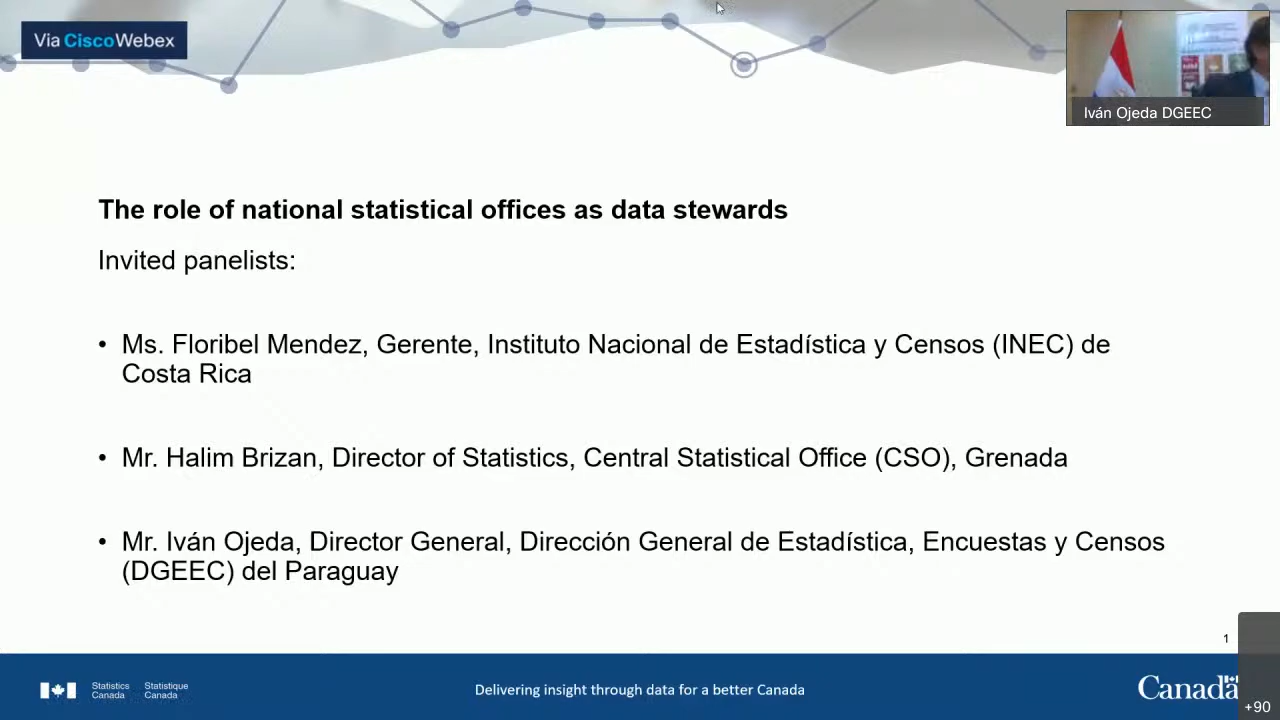 Via CiscoWebex
Iván Ojeda DGEEC
The role of national statistical offices as data stewards
Invited panelists:
• Ms. Floribel Mendez, Gerente, Instituto Nacional de Estadística y Censos (INEC) de
Costa Rica
• Mr. Halim Brizan, Director of Statistics, Central Statistical Office (CSO), Grenada
• Mr. Iván Ojeda, Director General, Dirección General de Estadística, Encuestas y Censos
(DGEEC) del Paraguay
1
Statistics Statistique
Canada Canada
Delivering insight through data for a better Canada
Canada
+90